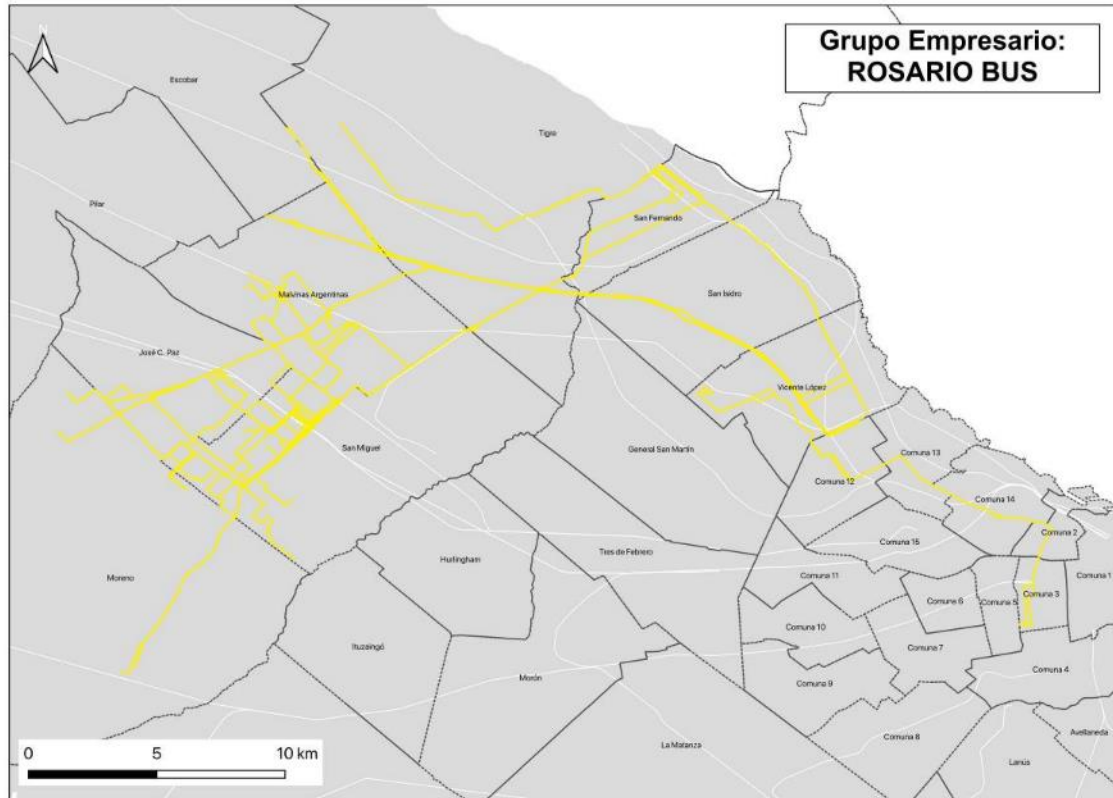 Grupo Empresario:
ROSARIO BUS
N
Escobar
Tigre
Pilar
San Fernando
San Isidro
Malvinas Argentinas
José C. Paz
Vicente López
San Miguel
General San Martín
Comuna 13
Comuna 12
Comuna 14
Comuna 2
Comuna 15
Tres de Febrero
Hurlingham
Moreno
Comuna 11
Comuna 1
Comuna 3
Comuna 5
Comuna 6
Comuna 10
Comuna 7
Ituzaingó
Comuna 4
Morón
Comuna 9
Comuna 8
Avellaneda
La Matanza
Lanús
0 5 10 km